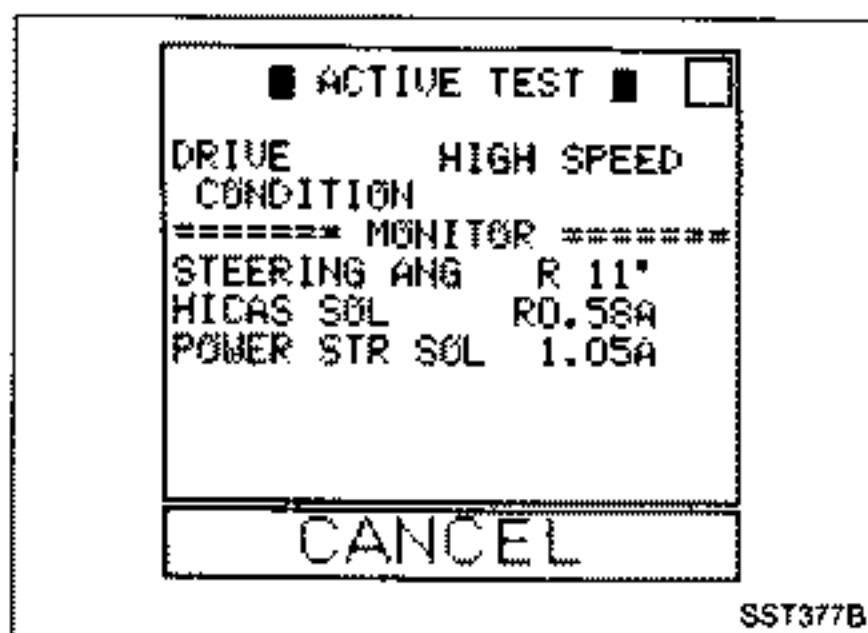 ■ ACTIVE TEST ■
DRIVE HIGH SPEED
CONDITION
======= MONITOR =======
STEERING ANG R 11°
HICAS SOL R0.58A
POWER STR SOL 1.05A
CANCEL
SST377B